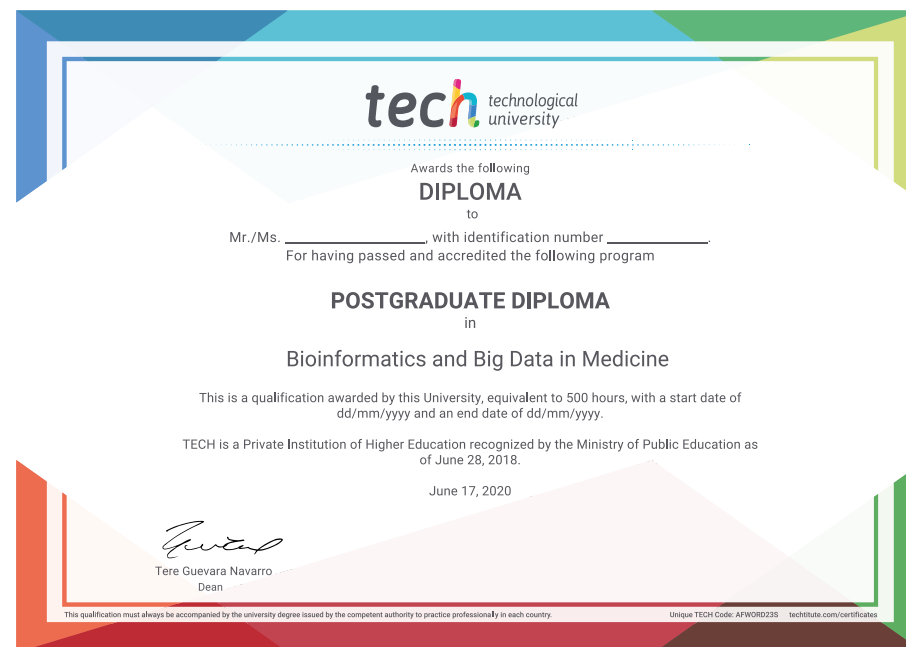 tech technological
university
Awards the following
DIPLOMA
to
Mr./Ms. ____________________, with identification number ______________.
For having passed and accredited the following program
POSTGRADUATE DIPLOMA
in
Bioinformatics and Big Data in Medicine
This is a qualification awarded by this University, equivalent to 500 hours, with a start date of
dd/mm/yyyy and an end date of dd/mm/yyyy.
TECH is a Private Institution of Higher Education recognized by the Ministry of Public Education as
of June 28, 2018.
June 17, 2020
Tere Guevara Navarro
Dean
This qualification must always be accompanied by the university degree issued by the competent authority to practice professionally in each country. Unique TECH Code: AFWORD23S techtitute.com/certificates